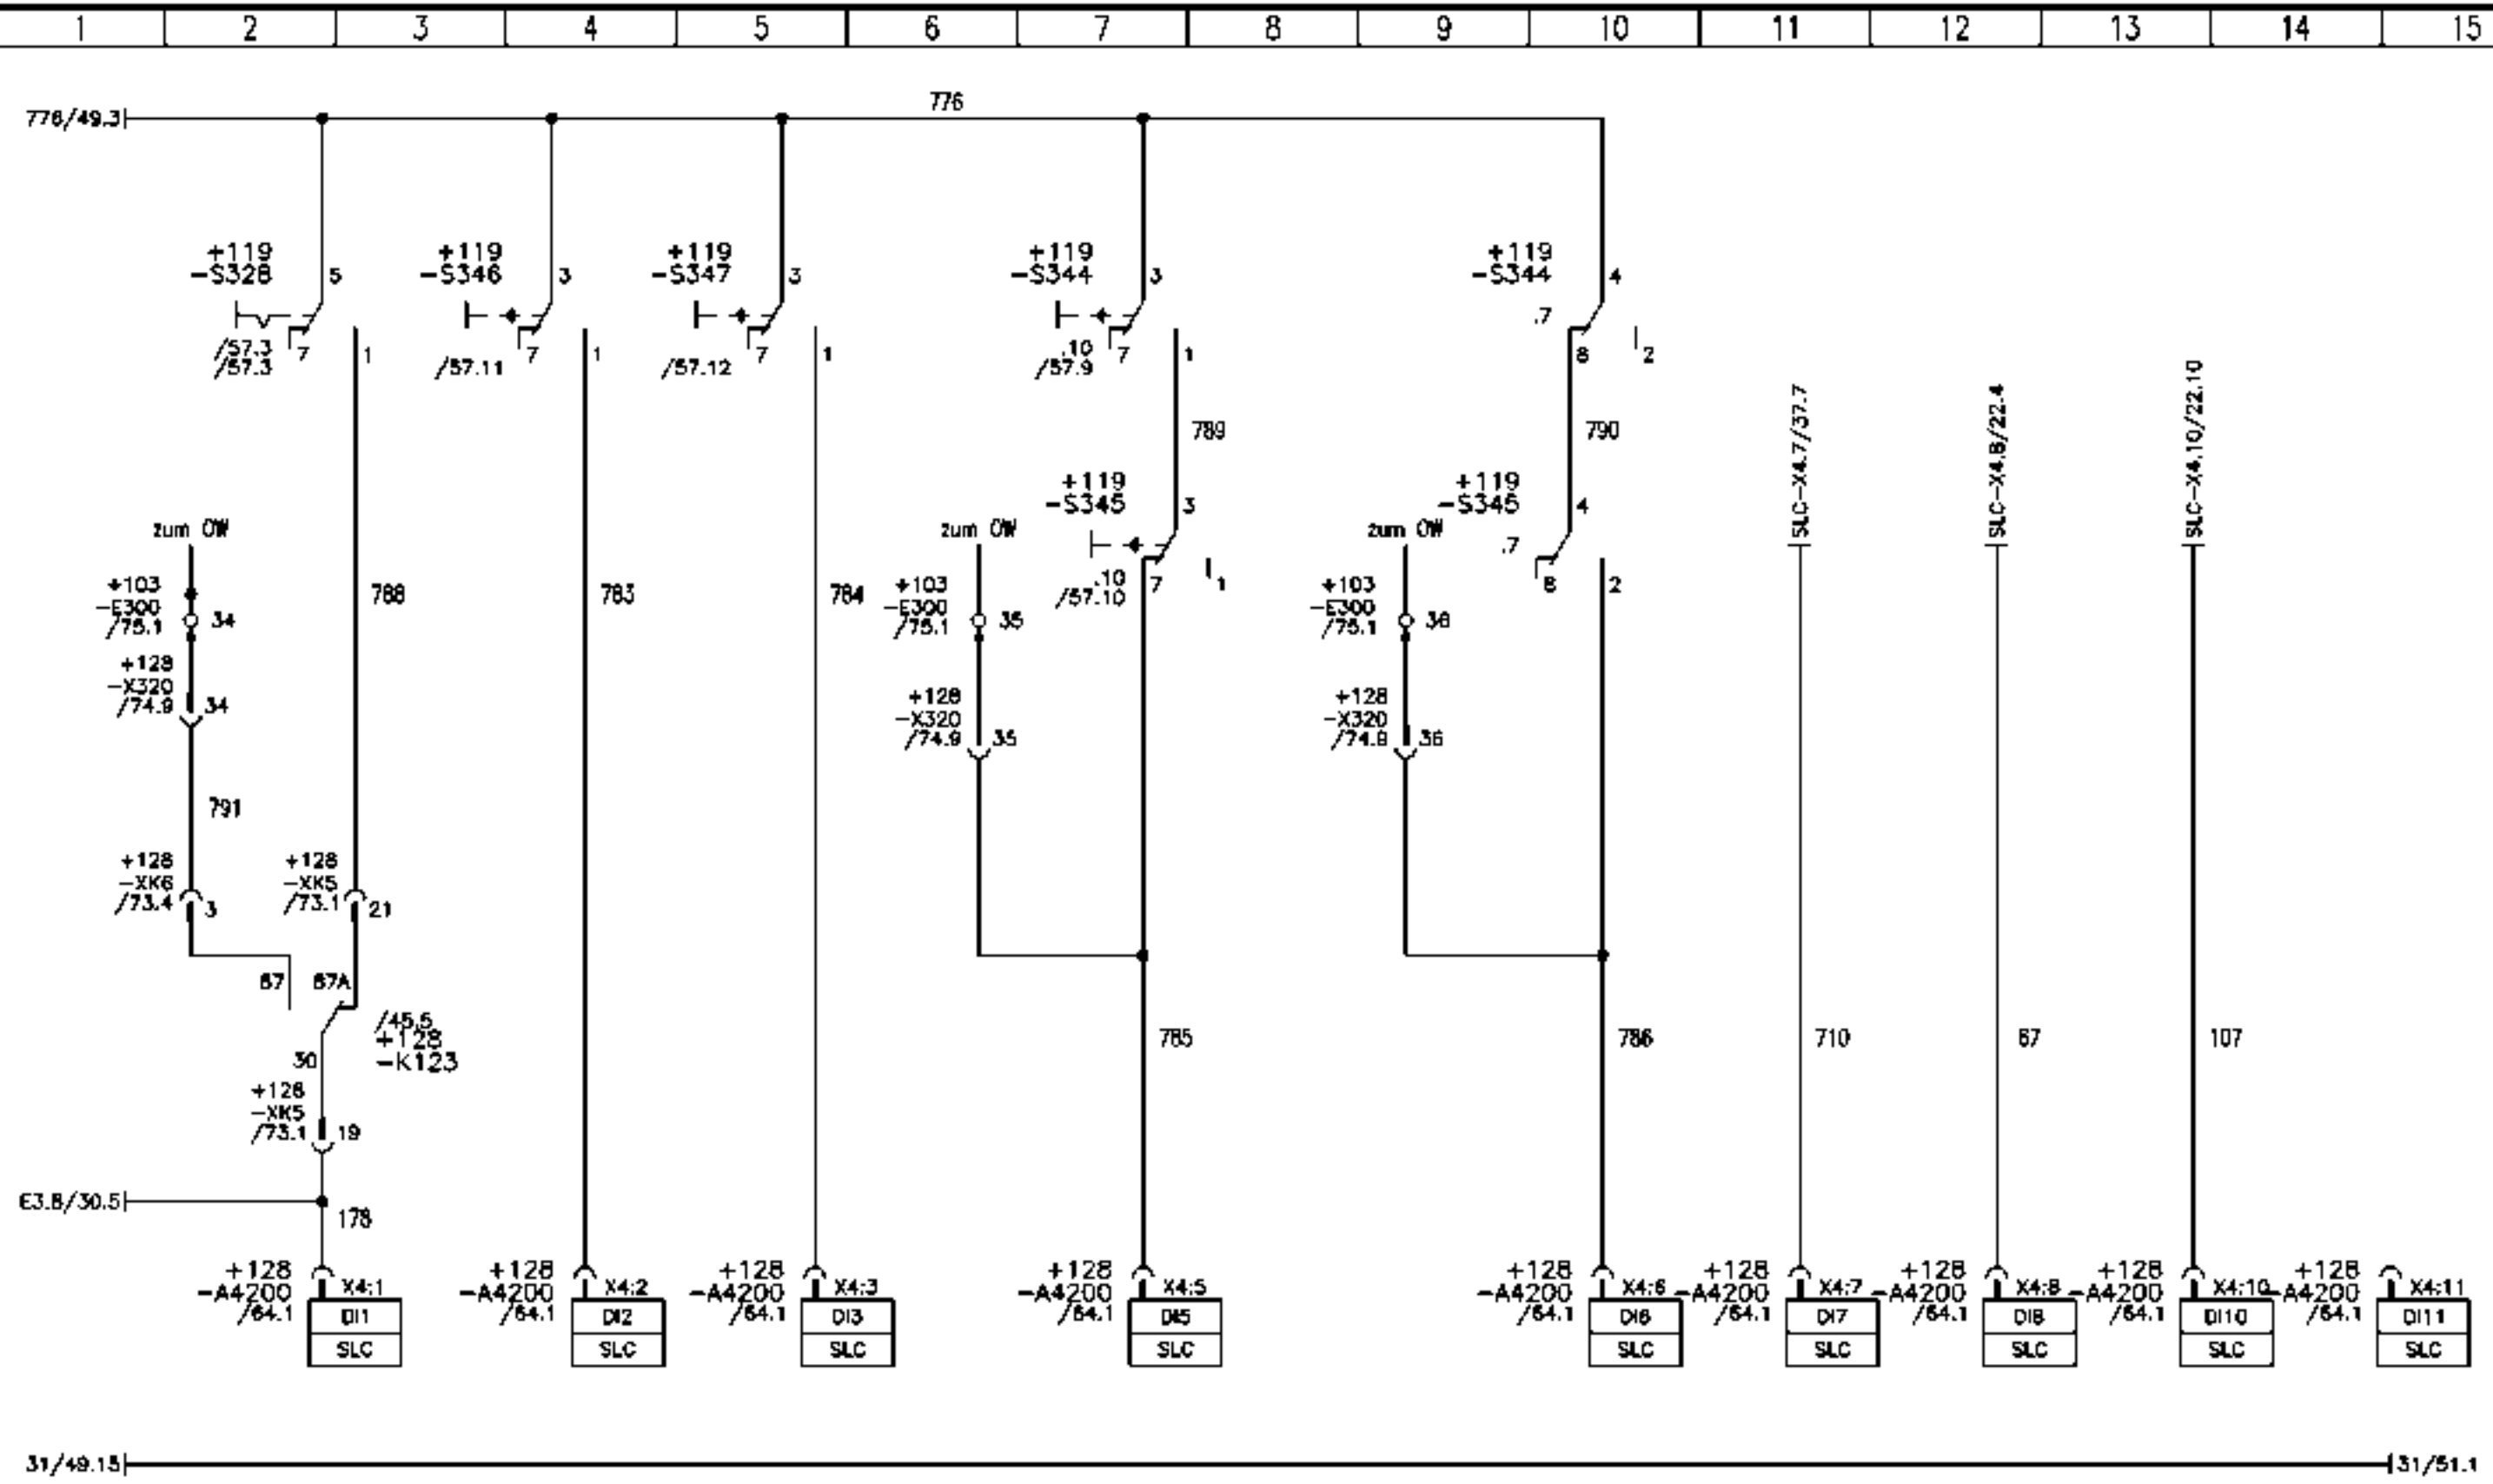 1 2 3 4 5 6 7 8 9 10 11 12 13 14 15
776
776/49.3
+119 +119 +119 +119 +119
-S328 5 -S346 3 -S347 3 -S344 3 -S344 4
.7
/57.3 7 1 7 1 7 1 .10 7 1 8 2
/57.3 /57.11 /57.12 /57.9
SLC-X4.7/37.7 SLC-X4.8/22.4 SLC-X4.10/22.10
789 790
+119 +119
-S345 3 -S345 4
zum OW zum OW zum OW .7
+103 788 783 784 +103 .10 7 1 +103 8 2
-E300 -E300 /57.10 -E300
/75.1 34 /75.1 35 /75.1 36
+128
-X320
/74.9 34
+128 +128
-X320 -X320
/74.9 35 /74.9 36
791
+128 +128
-XK6 -XK5
/73.4 3 /73.1 21
87 87A
/45.5
+128
-K123
30 785 786 710 67 107
+128
-XK5
/73.1 19
E3.8/30.5
178
+128 +128 +128 +128 +128 +128 +128 +128 +128
-A4200 X4:1 -A4200 X4:2 -A4200 X4:3 -A4200 X4:5 -A4200 X4:6 -A4200 X4:7 -A4200 X4:8 -A4200 X4:10 -A4200 X4:11
/64.1 DI1 /64.1 DI2 /64.1 DI3 /64.1 DI5 /64.1 DI6 /64.1 DI7 /64.1 DI8 /64.1 DI10 /64.1 DI11
SLC SLC SLC SLC SLC SLC SLC SLC SLC
31/49.15 31/51.1